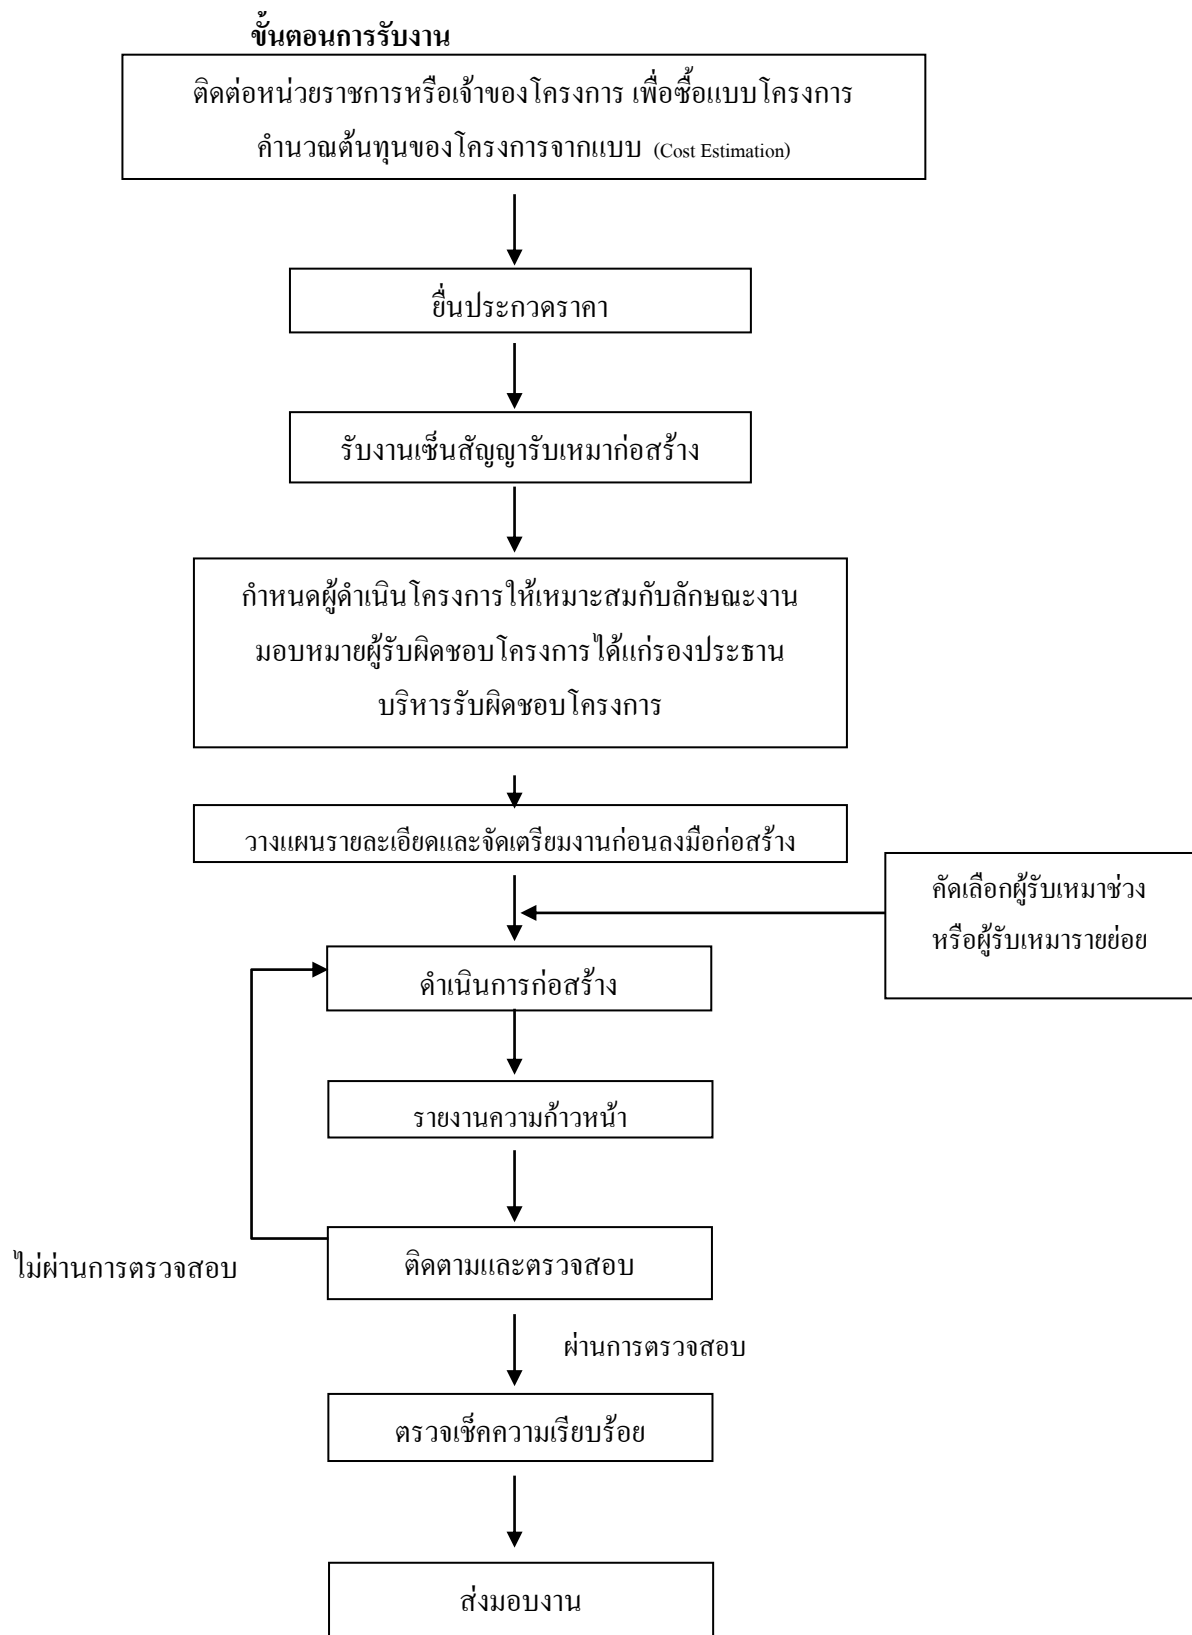 ขั้นตอนการรับงาน
ติดต่อหน่วยราชการหรือเจ้าของโครงการ เพื่อซื้อแบบโครงการ
คำนวณต้นทุนของโครงการจากแบบ (Cost Estimation)
ยื่นประกวดราคา
รับงานเซ็นสัญญารับเหมาก่อสร้าง
กำหนดผู้ดำเนินโครงการให้เหมาะสมกับลักษณะงาน
มอบหมายผู้รับผิดชอบโครงการได้แก่รองประธาน
บริหารรับผิดชอบโครงการ
วางแผนรายละเอียดและจัดเตรียมงานก่อนลงมือก่อสร้าง
คัดเลือกผู้รับเหมาช่วง
หรือผู้รับเหมารายย่อย
ดำเนินการก่อสร้าง
รายงานความก้าวหน้า
ไม่ผ่านการตรวจสอบ
ติดตามและตรวจสอบ
ผ่านการตรวจสอบ
ตรวจเช็คความเรียบร้อย
ส่งมอบงาน